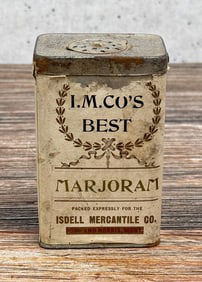 I.M.CO'S
BEST
MARJORAM
PACKED EXPRESSLY FOR THE
ISDELL MERCANTILE CO.